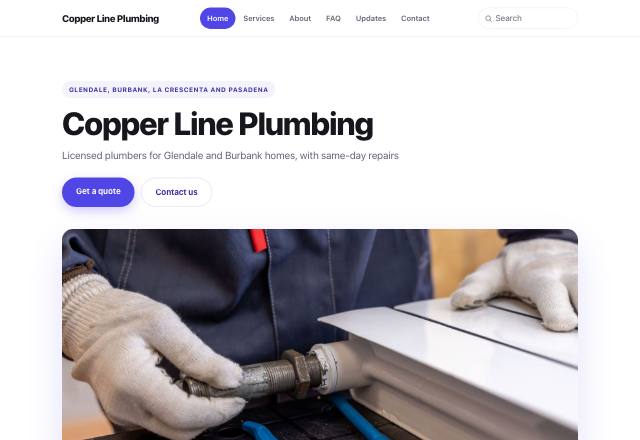 Copper Line Plumbing
Home Services About FAQ Updates Contact
Search
GLENDALE, BURBANK, LA CRESCENTA AND PASADENA
Copper Line Plumbing
Licensed plumbers for Glendale and Burbank homes, with same-day repairs
Get a quote Contact us